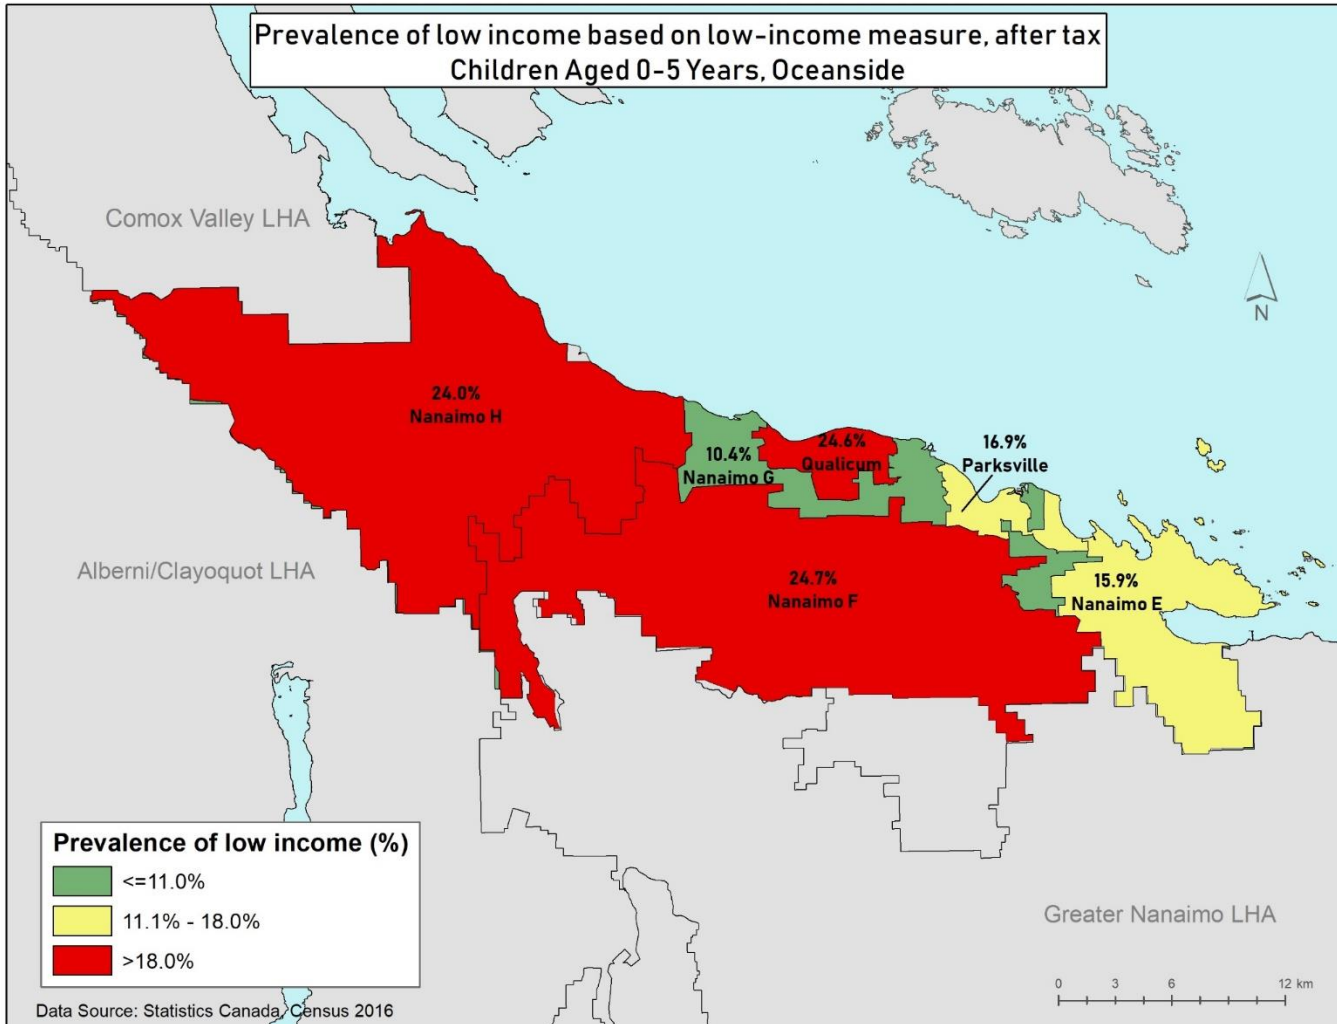 Prevalence of low income based on low-income measure, after tax
Children Aged 0-5 Years, Oceanside
Comox Valley LHA
N
24.0%
Nanaimo H
10.4%
Nanaimo G
24.6%
Qualicum
16.9%
Parksville
Alberni/Clayoquot LHA
24.7%
Nanaimo F
15.9%
Nanaimo E
Prevalence of low income (%)
<=11.0%
11.1% - 18.0%
>18.0%
Greater Nanaimo LHA
0 3 6 9 12 km
Data Source: Statistics Canada, Census 2016